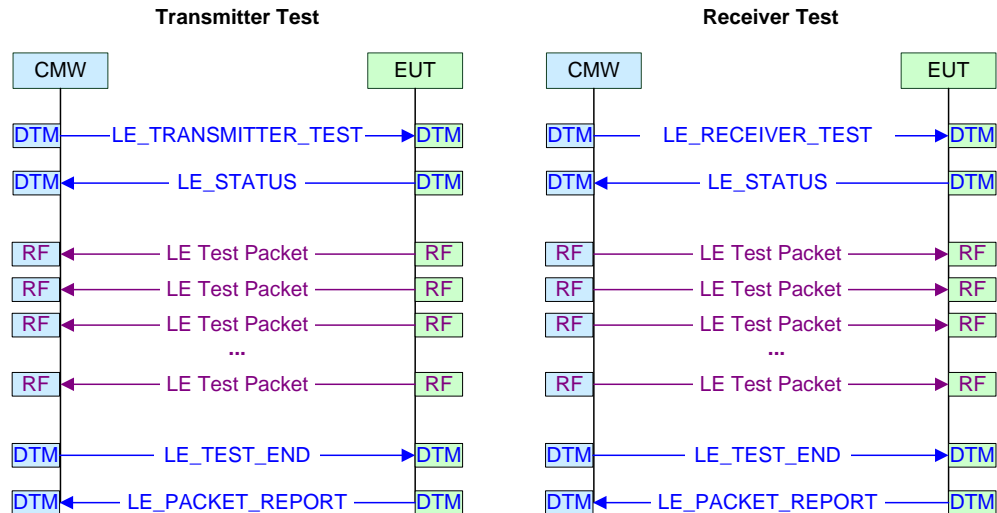 Transmitter Test
CMW
EUT
DTM LE_TRANSMITTER_TEST DTM
DTM LE_STATUS DTM
RF LE Test Packet RF
RF LE Test Packet RF
RF LE Test Packet RF
...
RF LE Test Packet RF
DTM LE_TEST_END DTM
DTM LE_PACKET_REPORT DTM
Receiver Test
CMW
EUT
DTM LE_RECEIVER_TEST DTM
DTM LE_STATUS DTM
RF LE Test Packet RF
RF LE Test Packet RF
RF LE Test Packet RF
...
RF LE Test Packet RF
DTM LE_TEST_END DTM
DTM LE_PACKET_REPORT DTM